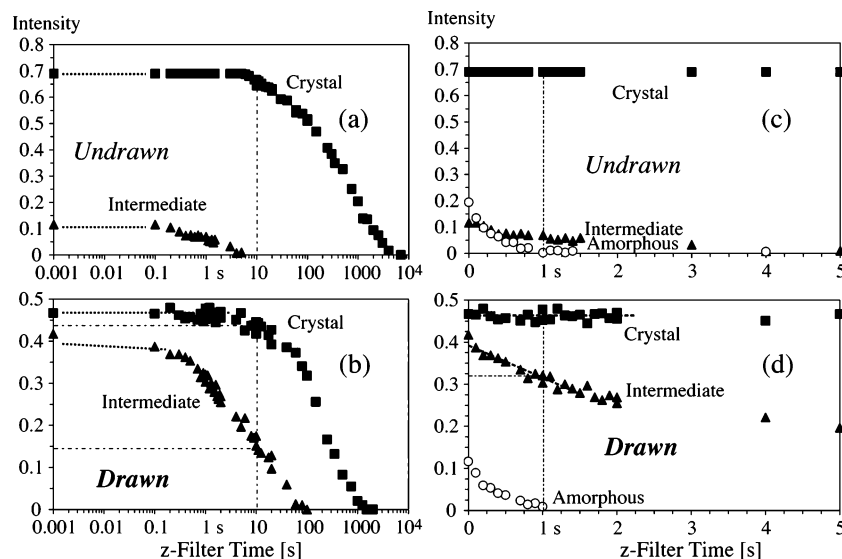 Intensity
0.8
0.7
0.6
0.5
0.4
0.3
0.2
0.1
0
Crystal
(a)
Undrawn
Intermediate
0.001 0.1 1 s 10 100 1000 10⁴
0.5
0.4
0.3
0.2
0.1
0
Crystal
(b)
Intermediate
Drawn
0.001 0.1 1 s 10 100 1000 10⁴
z-Filter Time [s]
Intensity
0.8
0.7
0.6
0.5
0.4
0.3
0.2
0.1
0
Crystal
(c)
Undrawn
Intermediate
Amorphous
0 1 s 2 3 4 5
0.5
0.4
0.3
0.2
0.1
0
Crystal
(d)
Intermediate
Drawn
Amorphous
0 1 s 2 3 4 5
z-Filter Time [s]